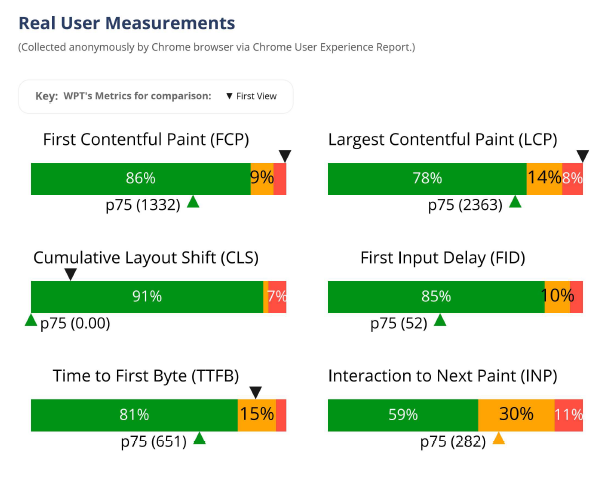 Real User Measurements
(Collected anonymously by Chrome browser via Chrome User Experience Report.)
Key: WPT's Metrics for comparison: ▼ First View
First Contentful Paint (FCP)
86% 9%
p75 (1332)
Largest Contentful Paint (LCP)
78% 14% 8%
p75 (2363)
Cumulative Layout Shift (CLS)
91% 7%
p75 (0.00)
First Input Delay (FID)
85% 10%
p75 (52)
Time to First Byte (TTFB)
81% 15%
p75 (651)
Interaction to Next Paint (INP)
59% 30% 11%
p75 (282)